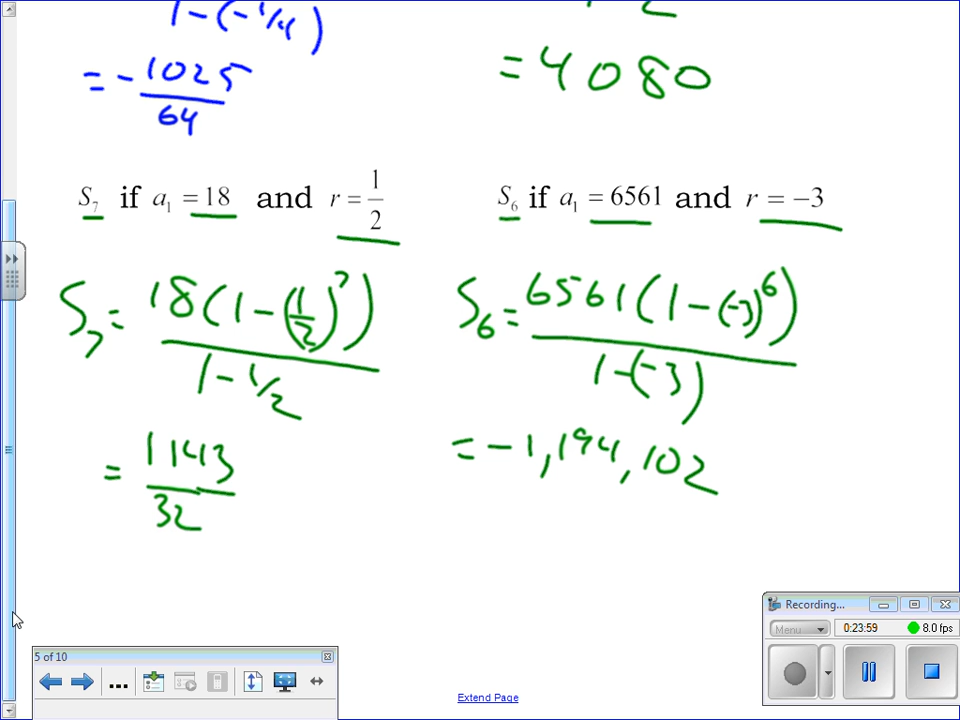 1-(-1/4)
= -1025/64
= 4080
S₇ if a₁ = 18 and r = 1/2
S₆ if a₁ = 6561 and r = -3
S₇ = 18(1-(1/2)⁷)/(1-1/2)
S₆ = 6561(1-(-3)⁶)/(1-(-3))
= 1143/32
= -1,194,102
Recording...
Menu
0:23:59
8.0 fps
5 of 10
...
Extend Page